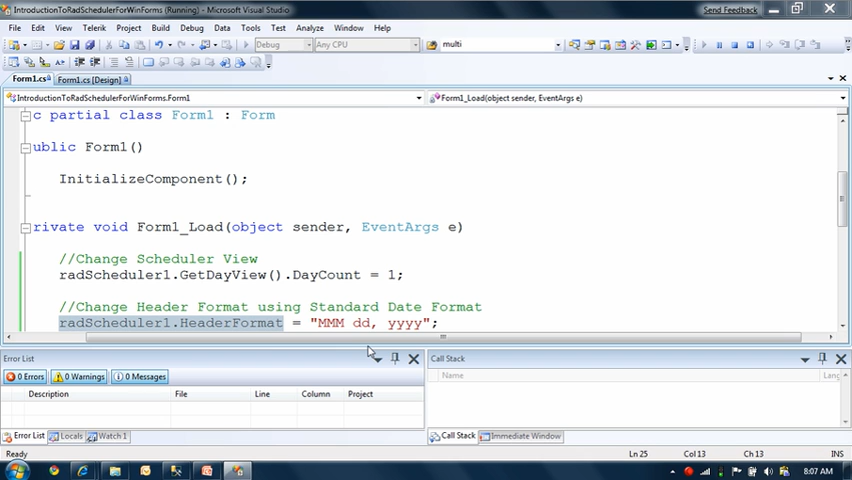 IntroductionToRadSchedulerForWinForms (Running) - Microsoft Visual Studio
Send Feedback
File Edit View Telerik Project Build Debug Data Tools Test Analyze Window Help
Debug Any CPU multi
Form1.cs Form1.cs [Design]
IntroductionToRadSchedulerForWinForms.Form1 Form1_Load(object sender, EventArgs e)
c partial class Form1 : Form
ublic Form1()
InitializeComponent();
rivate void Form1_Load(object sender, EventArgs e)
//Change Scheduler View
radScheduler1.GetDayView().DayCount = 1;
//Change Header Format using Standard Date Format
radScheduler1.HeaderFormat = "MMM dd, yyyy";
Error List Call Stack
0 Errors 0 Warnings 0 Messages
Name Lang
Description File Line Column Project
Error List Locals Watch 1 Call Stack Immediate Window
Ready Ln 25 Col 13 Ch 13 INS
8:07 AM